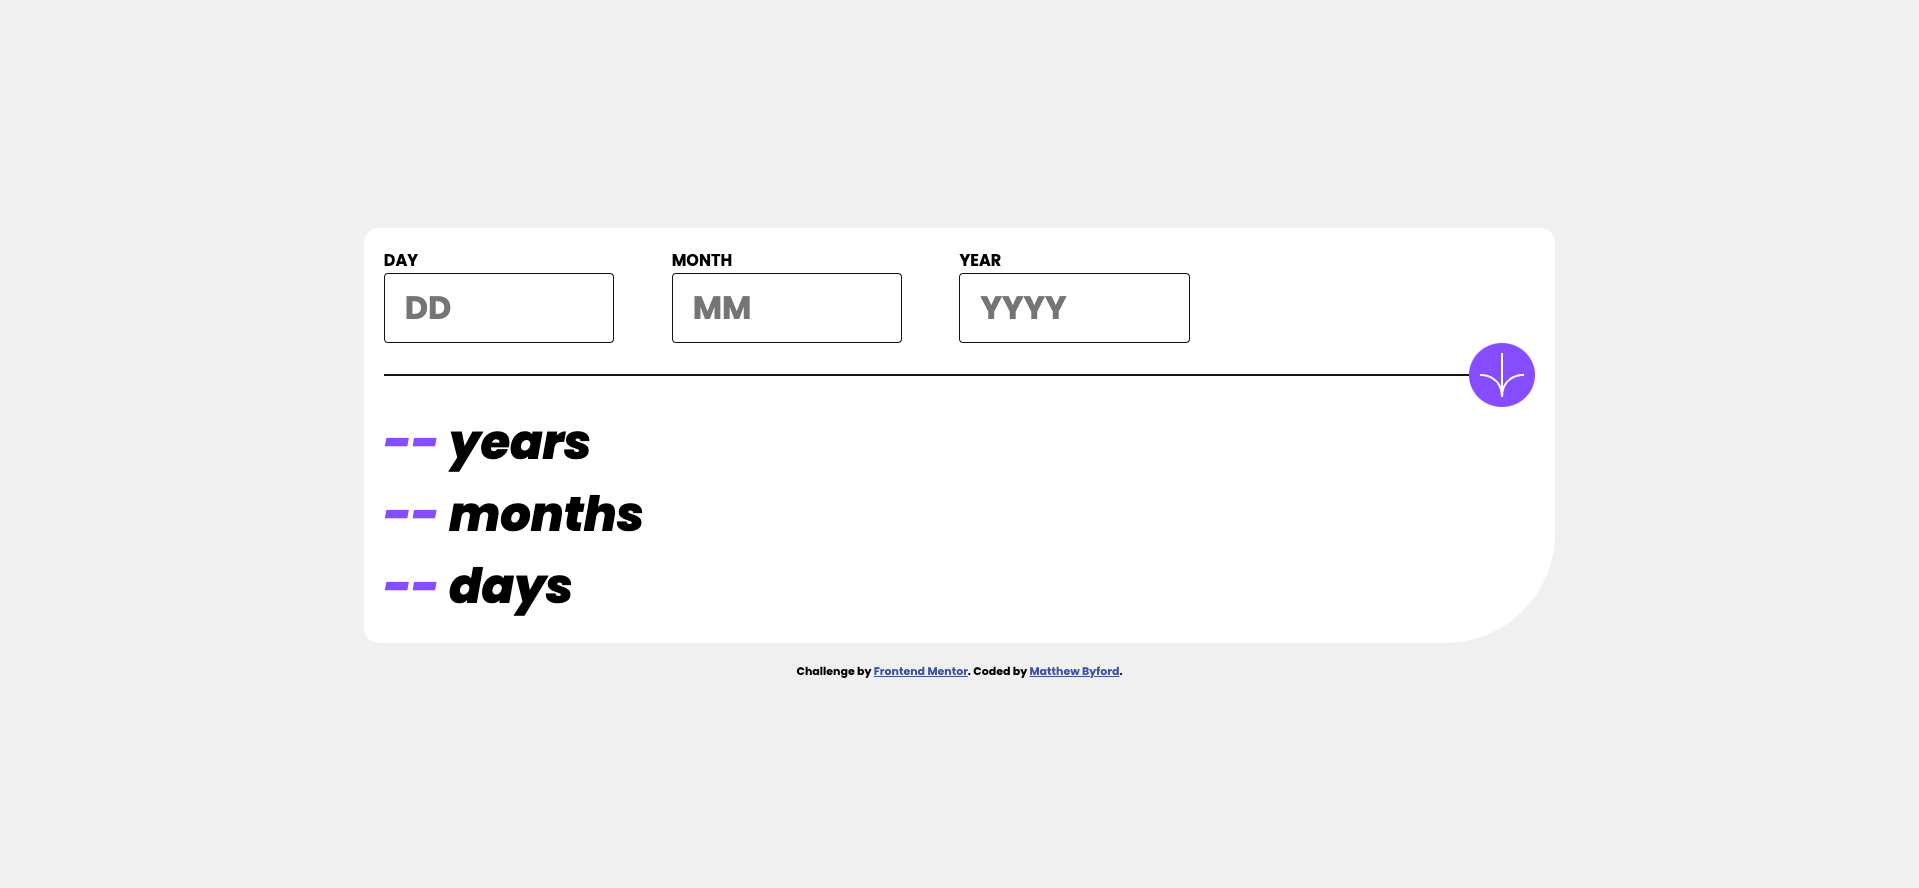 DAY MONTH YEAR
DD MM YYYY
-- years
-- months
-- days
Challenge by Frontend Mentor. Coded by Matthew Byford.